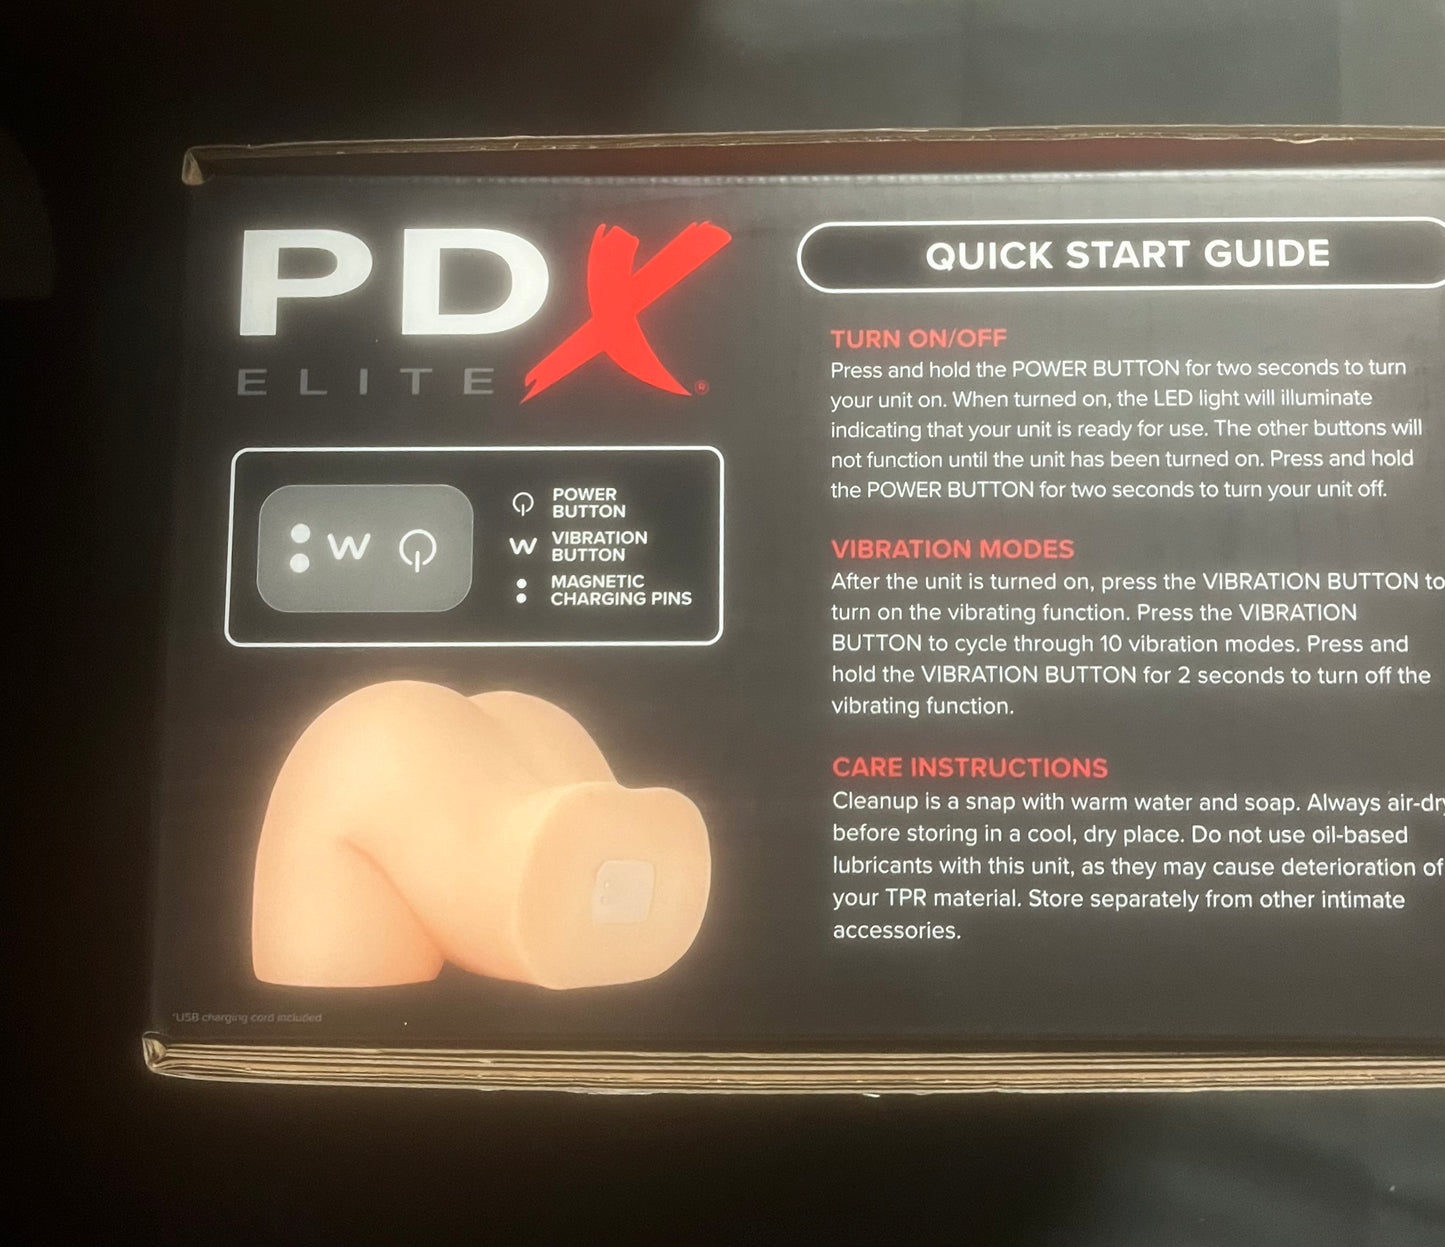 PDX®
ELITE
W
POWER
BUTTON
W VIBRATION
BUTTON
MAGNETIC
CHARGING PINS
*USB charging cord included
QUICK START GUIDE
TURN ON/OFF
Press and hold the POWER BUTTON for two seconds to turn
your unit on. When turned on, the LED light will illuminate
indicating that your unit is ready for use. The other buttons will
not function until the unit has been turned on. Press and hold
the POWER BUTTON for two seconds to turn your unit off.
VIBRATION MODES
After the unit is turned on, press the VIBRATION BUTTON to
turn on the vibrating function. Press the VIBRATION
BUTTON to cycle through 10 vibration modes. Press and
hold the VIBRATION BUTTON for 2 seconds to turn off the
vibrating function.
CARE INSTRUCTIONS
Cleanup is a snap with warm water and soap. Always air-dry
before storing in a cool, dry place. Do not use oil-based
lubricants with this unit, as they may cause deterioration of
your TPR material. Store separately from other intimate
accessories.